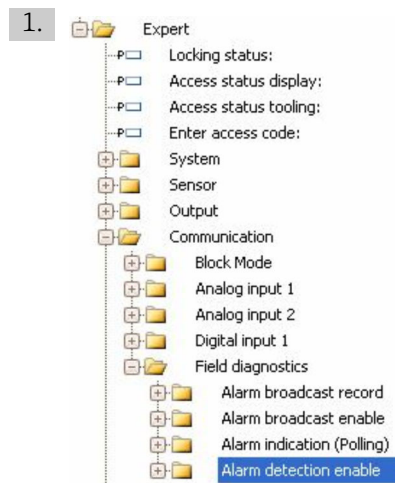 1.
Expert
Locking status:
Access status display:
Access status tooling:
Enter access code:
System
Sensor
Output
Communication
Block Mode
Analog input 1
Analog input 2
Digital input 1
Field diagnostics
Alarm broadcast record
Alarm broadcast enable
Alarm indication (Polling)
Alarm detection enable